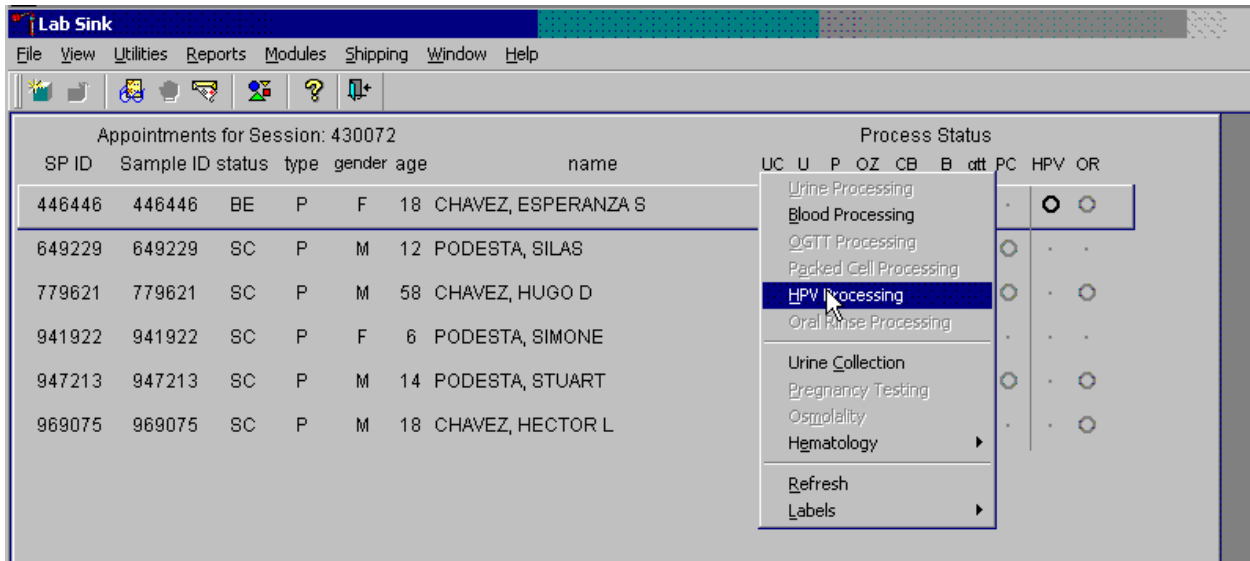 Lab Sink
File View Utilities Reports Modules Shipping Window Help
Appointments for Session: 430072 Process Status
SP ID Sample ID status type gender age name UC U P OZ CB B gtt PC HPV OR
446446 446446 BE P F 18 CHAVEZ, ESPERANZA S
649229 649229 SC P M 12 PODESTA, SILAS
779621 779621 SC P M 58 CHAVEZ, HUGO D
941922 941922 SC P F 6 PODESTA, SIMONE
947213 947213 SC P M 14 PODESTA, STUART
969075 969075 SC P M 18 CHAVEZ, HECTOR L
Urine Processing
Blood Processing
OGTT Processing
Packed Cell Processing
HPV Processing
Oral Rinse Processing
Urine Collection
Pregnancy Testing
Osmolality
Hematology
Refresh
Labels